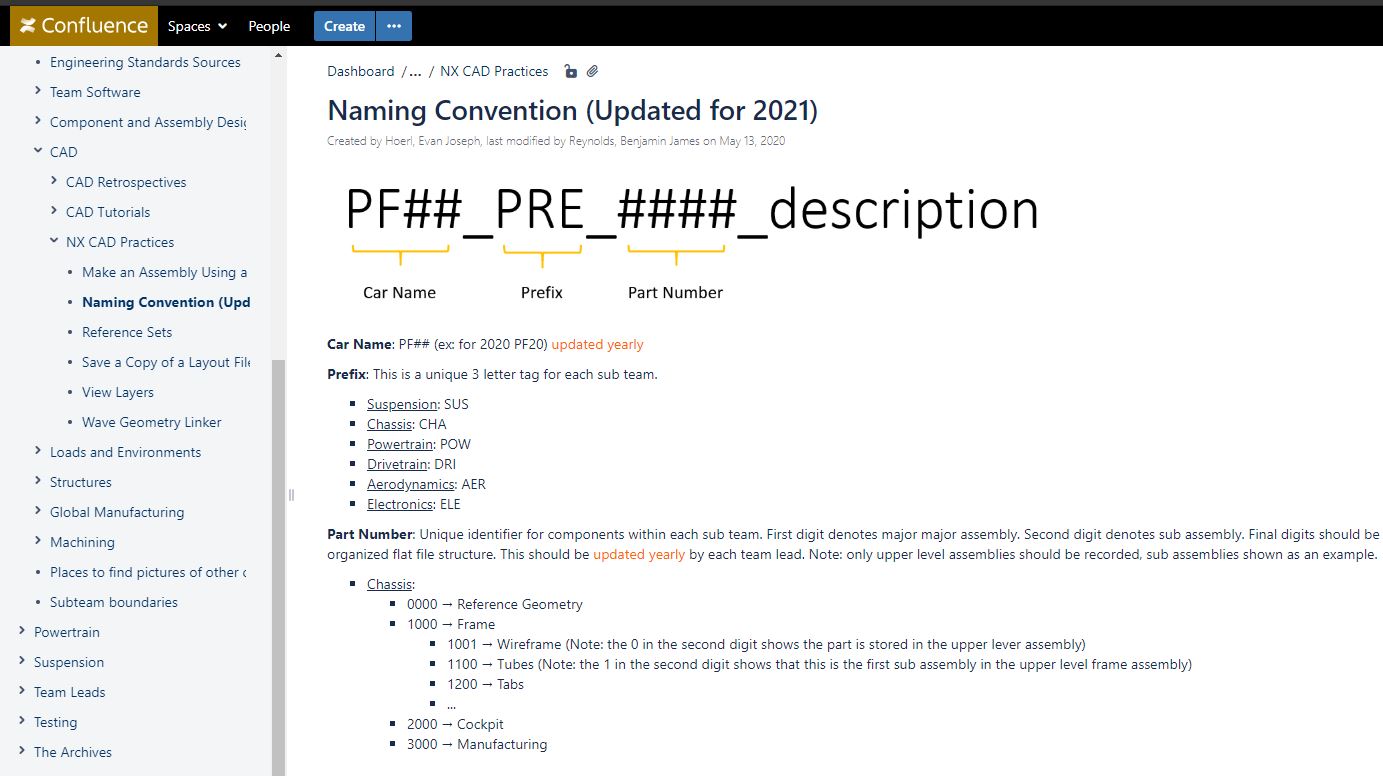 Confluence Spaces People Create ...
Engineering Standards Sources
Team Software
Component and Assembly
CAD
CAD Retrospectives
CAD Tutorials
NX CAD Practices
Make an Assembly Using a
Naming Convention (Upd
Reference Sets
Save a Copy of a Layout File
View Layers
Wave Geometry Linker
Loads and Environments
Structures
Global Manufacturing
Machining
Places to find pictures of other
Subteam boundaries
Powertrain
Suspension
Team Leads
Testing
The Archives
Dashboard /... / NX CAD Practices
Naming Convention (Updated for 2021)
Created by Hoerl, Evan Joseph, last modified by Reynolds, Benjamin James on May 13, 2020
PF##_PRE_####_description
Car Name Prefix Part Number
Car Name: PF## (ex: for 2020 PF20) updated yearly
Prefix: This is a unique 3 letter tag for each sub team.
Suspension: SUS
Chassis: CHA
Powertrain: POW
Drivetrain: DRI
Aerodynamics: AER
Electronics: ELE
Part Number: Unique identifier for components within each sub team. First digit denotes major major assembly. Second digit denotes sub assembly. Final digits should be
organized flat file structure. This should be updated yearly by each team lead. Note: only upper level assemblies should be recorded, sub assemblies shown as an example.
Chassis:
0000 → Reference Geometry
1000 → Frame
1001 → Wireframe (Note: the 0 in the second digit shows the part is stored in the upper lever assembly)
1100 → Tubes (Note: the 1 in the second digit shows that this is the first sub assembly in the upper level frame assembly)
1200 → Tabs
...
2000 → Cockpit
3000 → Manufacturing